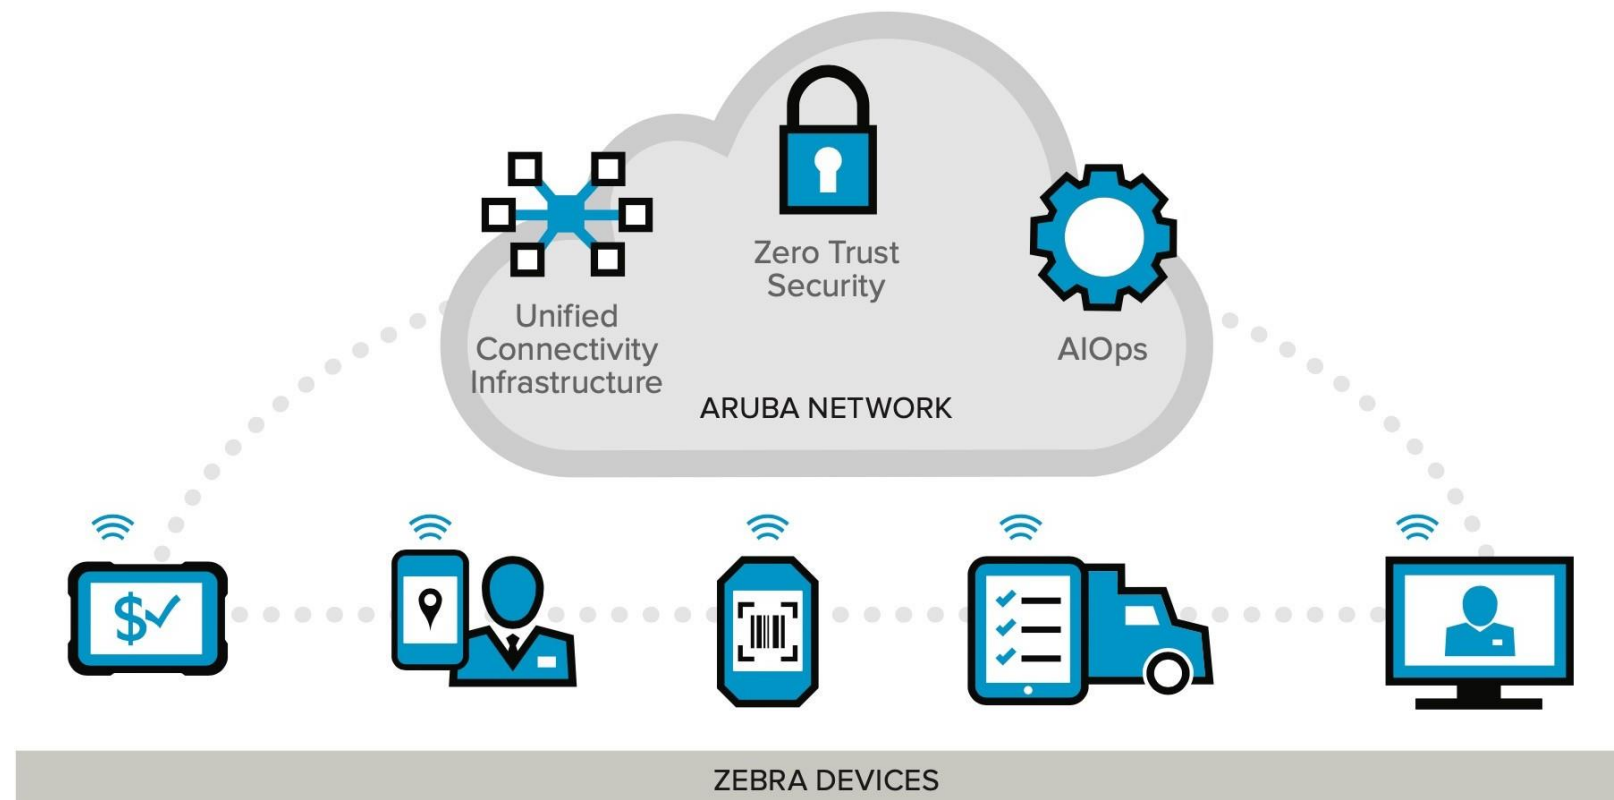 Zero Trust
Security
Unified
Connectivity
Infrastructure
AIOps
ARUBA NETWORK
$
ZEBRA DEVICES